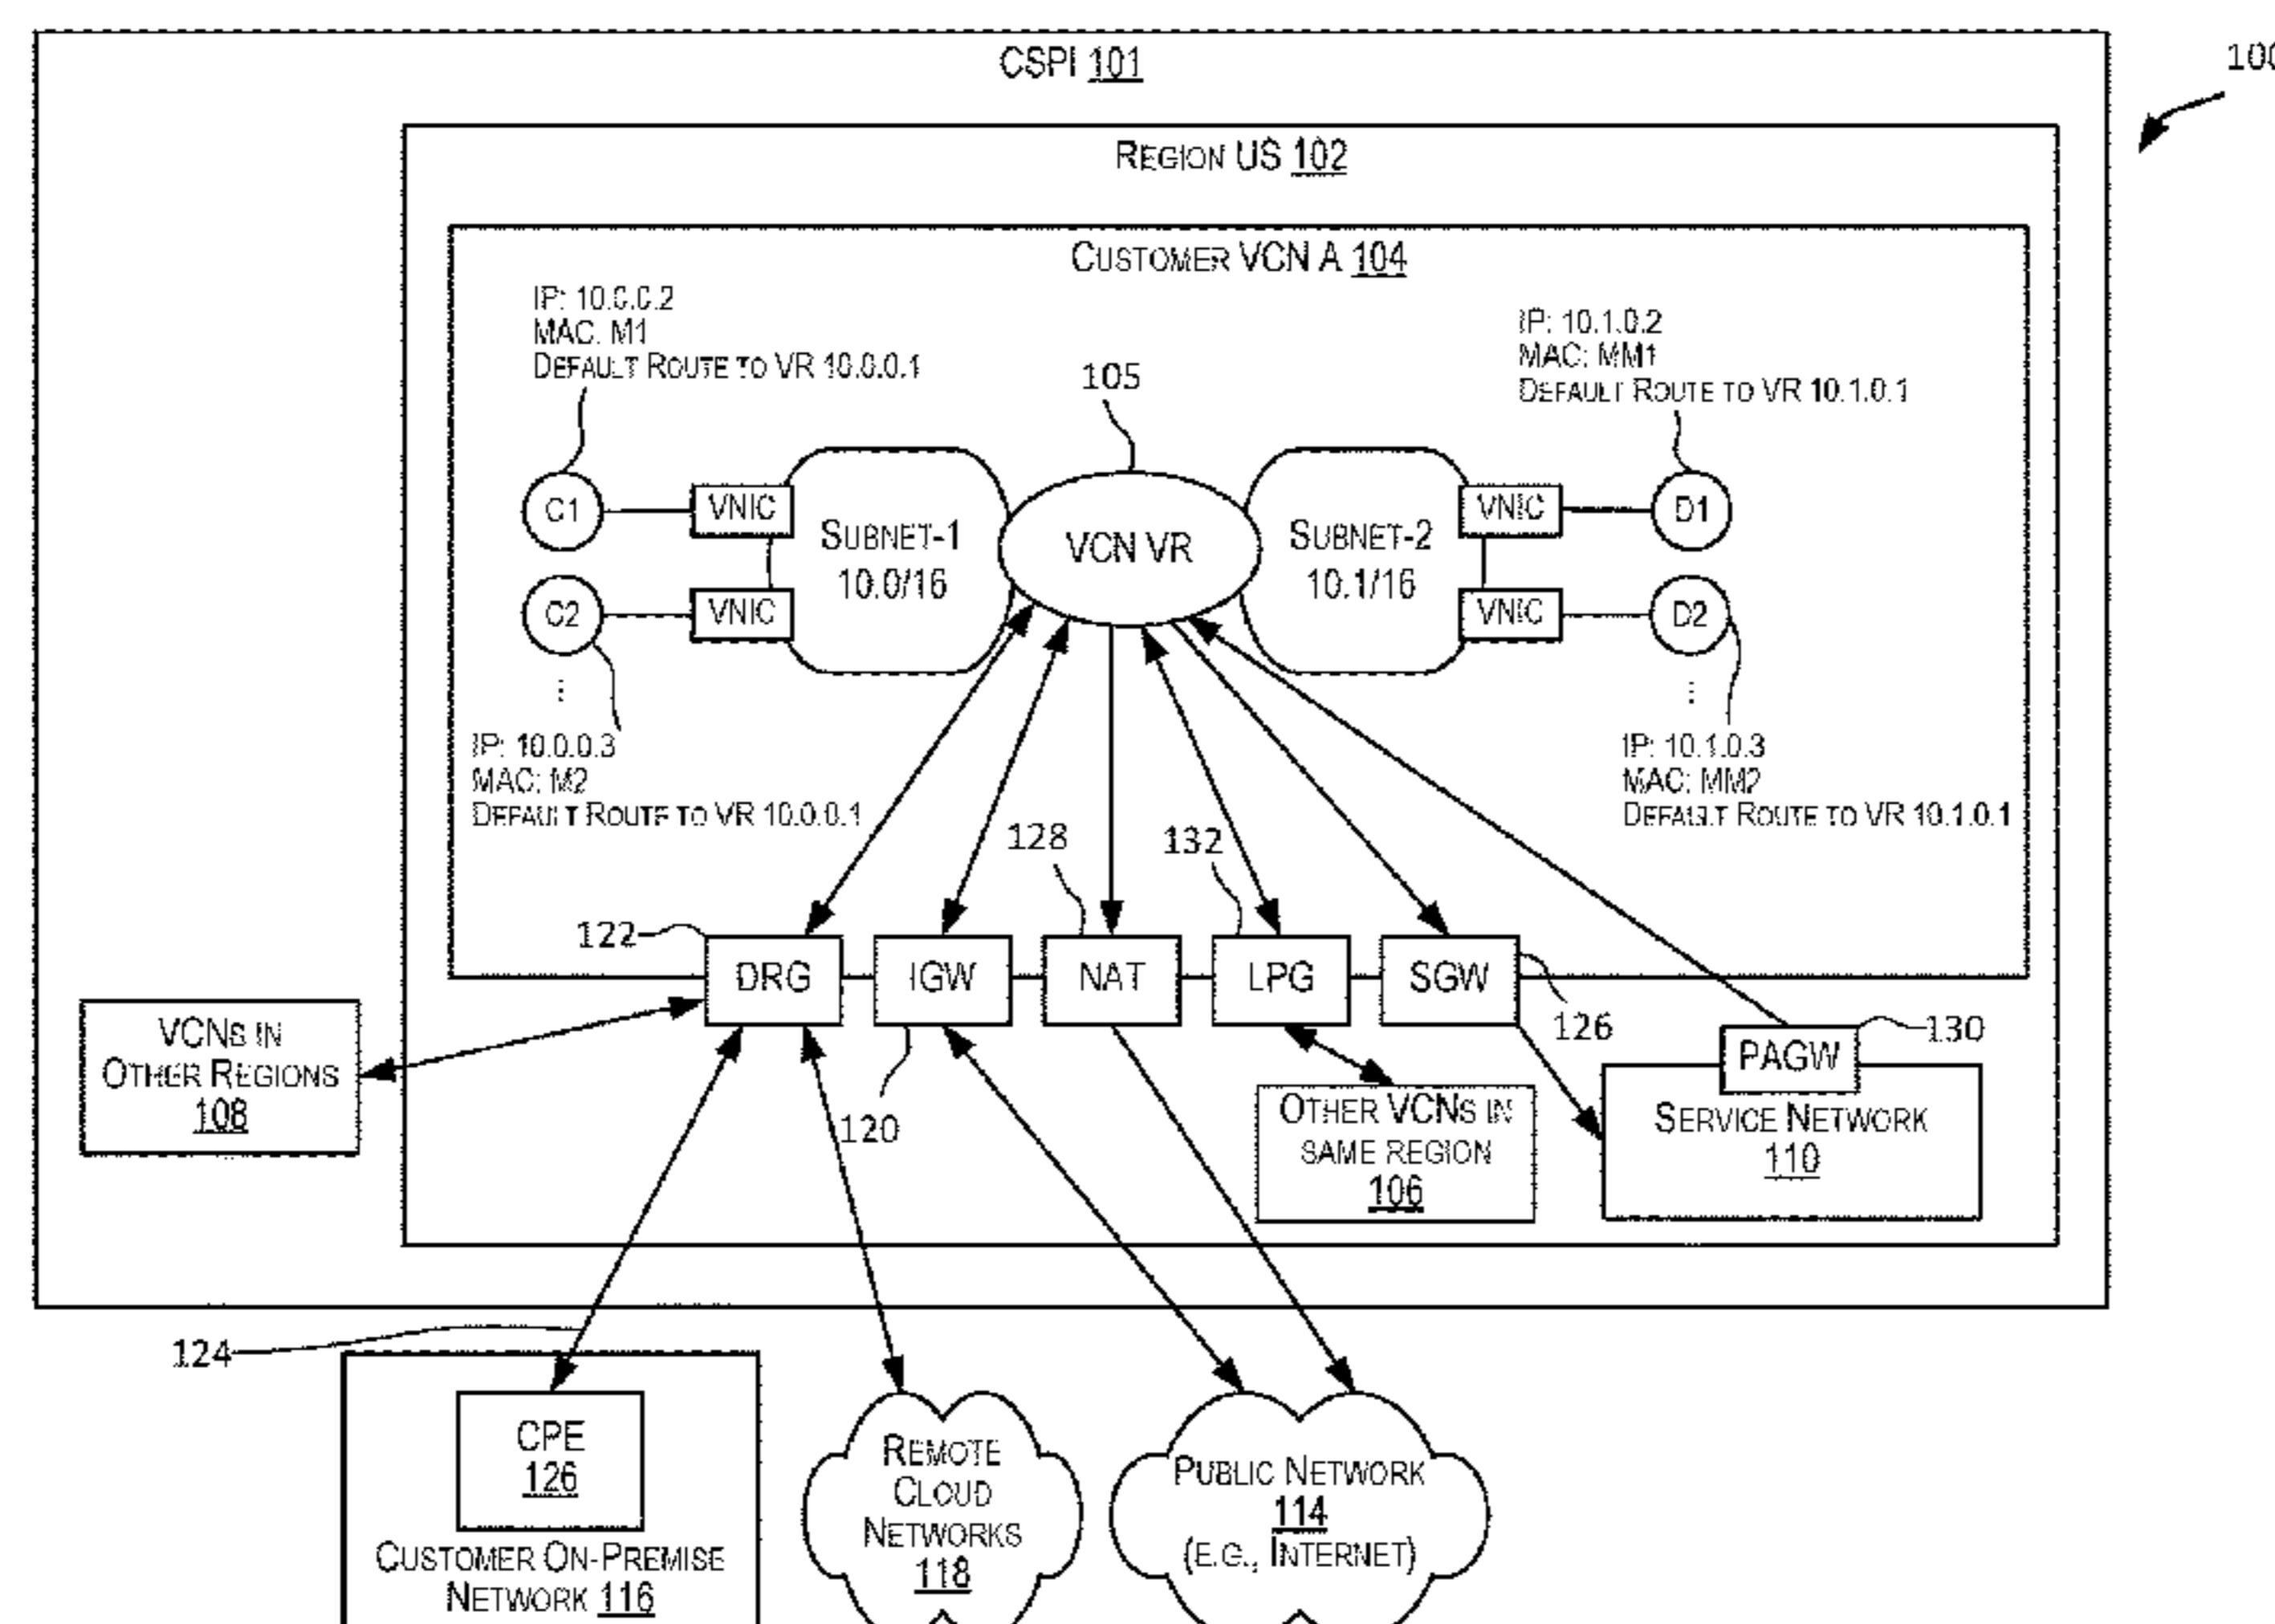 CSPI 101
100
REGION US 102
CUSTOMER VCN A 104
IP: 10.0.0.2
MAC: M1
DEFAULT ROUTE TO VR 10.0.0.1
IP: 10.1.0.2
MAC: MM1
DEFAULT ROUTE TO VR 10.1.0.1
105
C1
VNIC
SUBNET-1
10.0/16
VCN VR
SUBNET-2
10.1/16
VNIC
D1
C2
VNIC
VNIC
D2
⋮
⋮
IP: 10.0.0.3
MAC: M2
DEFAULT ROUTE TO VR 10.0.0.1
IP: 10.1.0.3
MAC: MM2
DEFAULT ROUTE TO VR 10.1.0.1
128
132
122
DRG
IGW
NAT
LPG
SGW
126
130
PAGW
VCNS IN
OTHER REGIONS
108
120
OTHER VCNS IN
SAME REGION
106
SERVICE NETWORK
110
124
CPE
126
CUSTOMER ON-PREMISE
NETWORK 116
REMOTE
CLOUD
NETWORKS
118
PUBLIC NETWORK
114
(E.G., INTERNET)